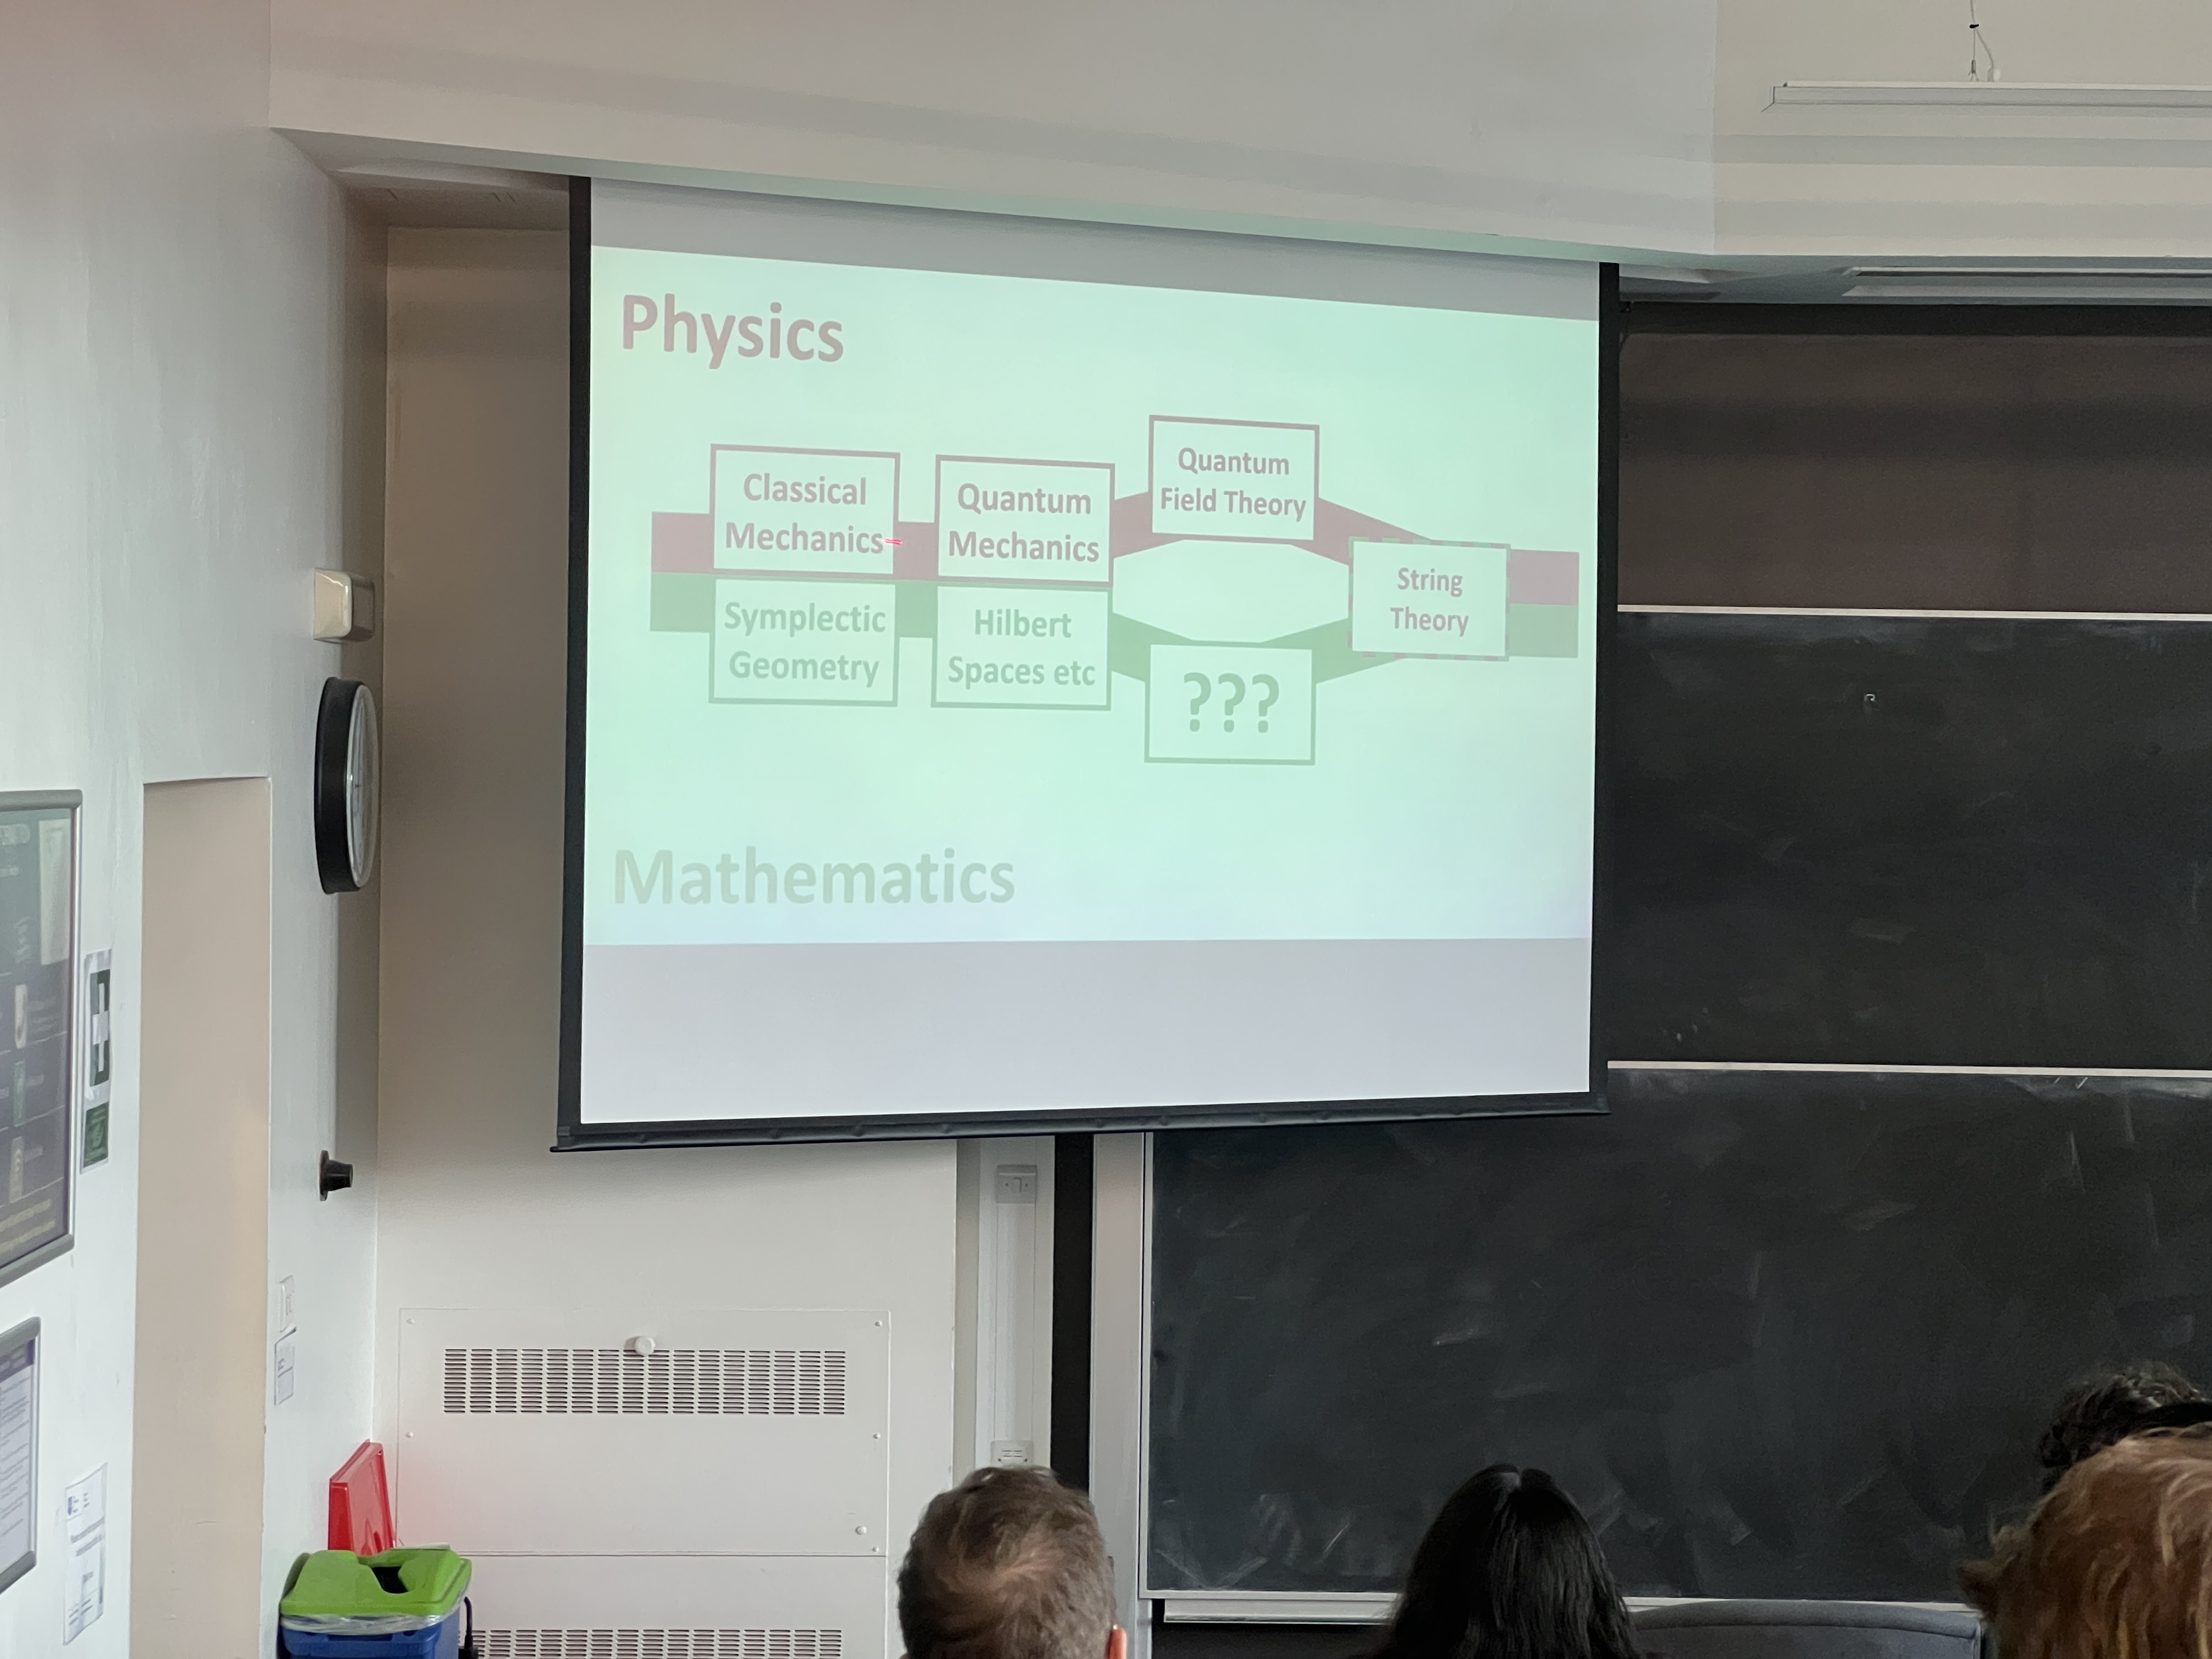 Physics
Classical
Mechanics
Quantum
Mechanics
Quantum
Field Theory
String
Theory
Symplectic
Geometry
Hilbert
Spaces etc
???
Mathematics